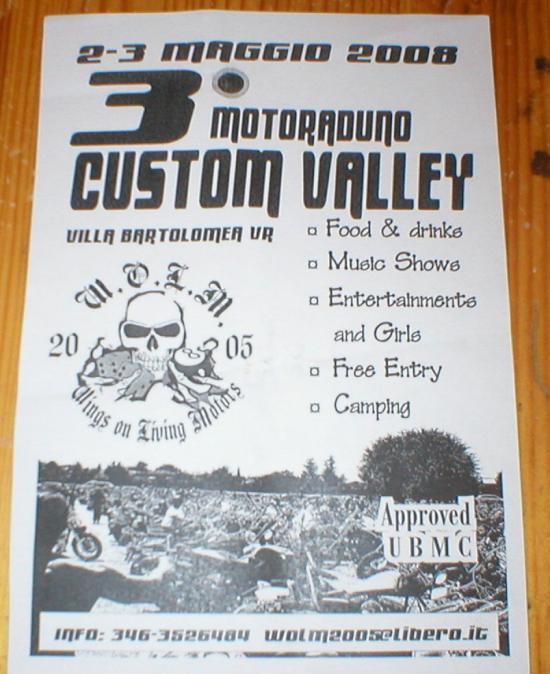 2-3 MAGGIO 2008
3°
MOTORADUNO
CUSTOM VALLEY
VILLA BARTOLOMEA VR
Food & drinks
Music Shows
Entertainments
and Girls
Free Entry
Camping
W.O.L.M.
20 05
Wings on Living Motors
Approved
UBMC
INFO: 346-3526484 WOLM2005@LIBERO.IT